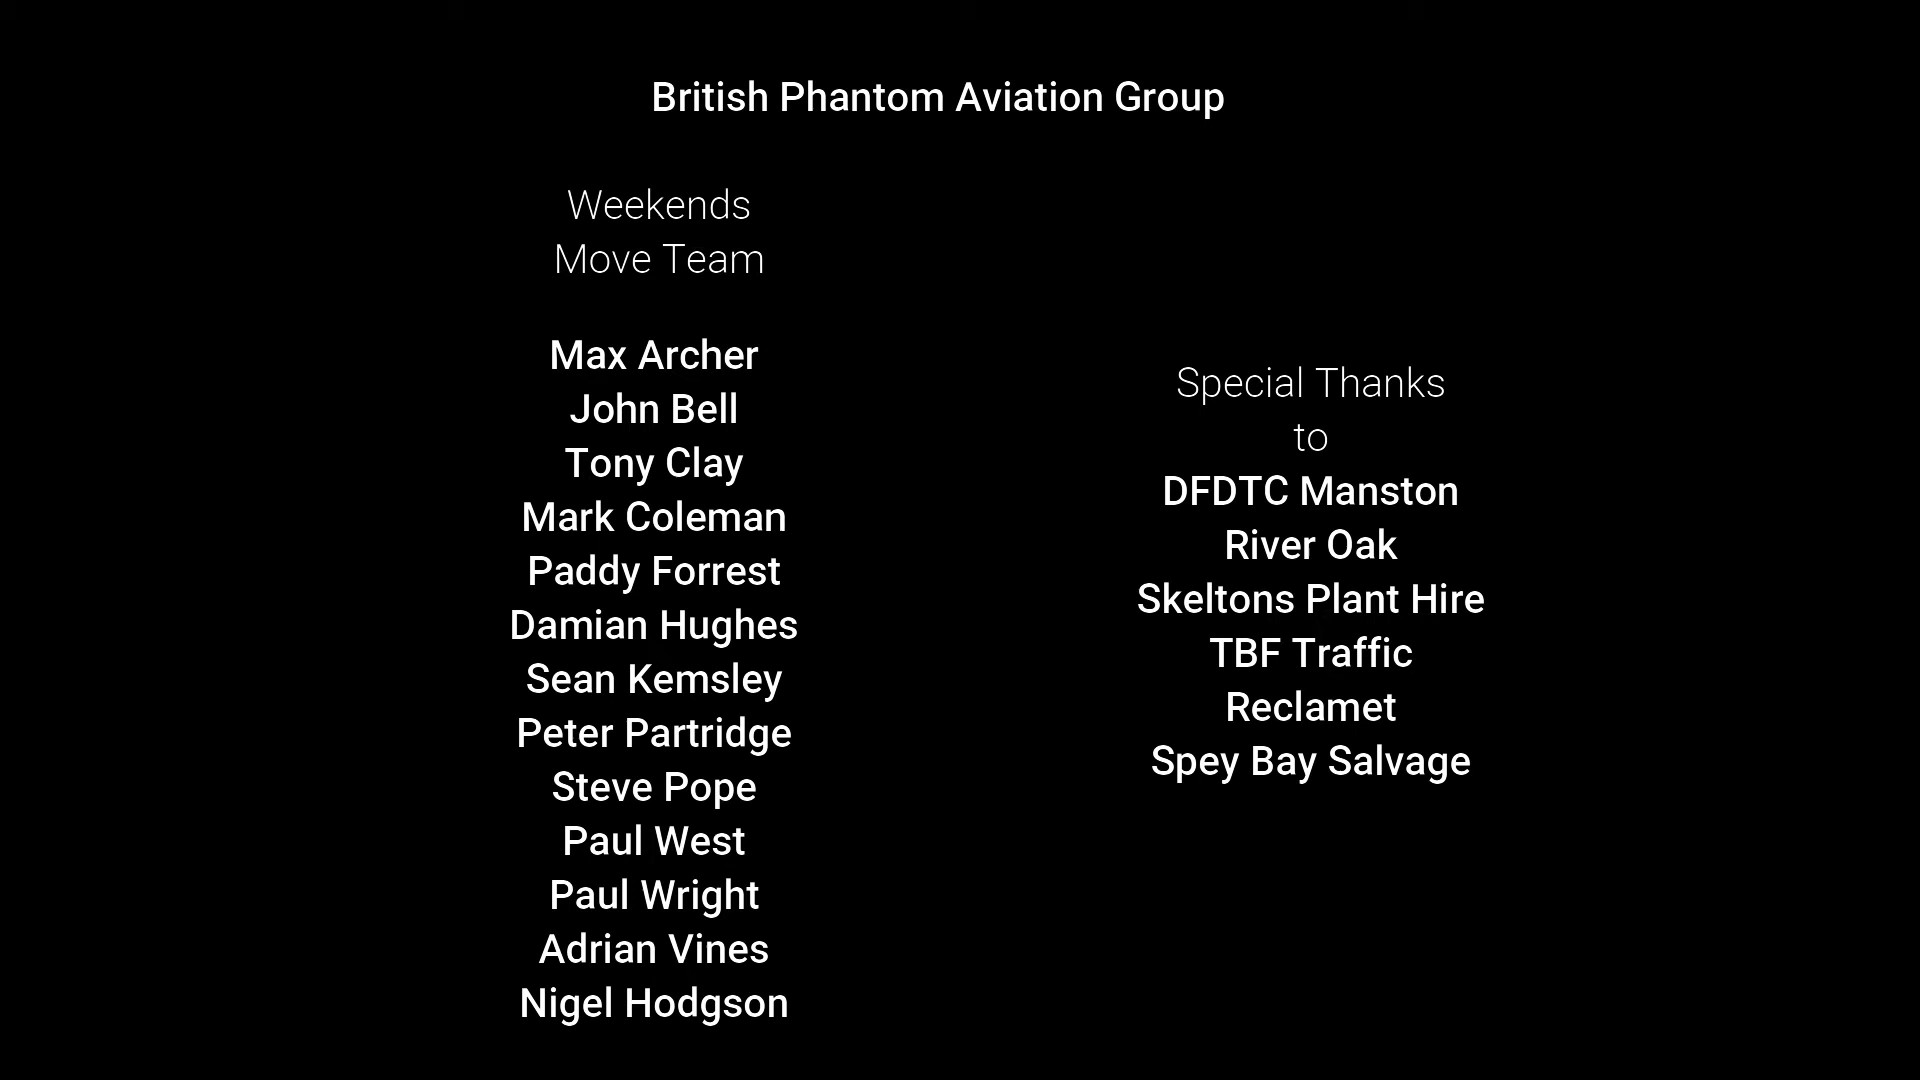 British Phantom Aviation Group
Weekends
Move Team
Max Archer
John Bell
Tony Clay
Mark Coleman
Paddy Forrest
Damian Hughes
Sean Kemsley
Peter Partridge
Steve Pope
Paul West
Paul Wright
Adrian Vines
Nigel Hodgson
Special Thanks
to
DFDTC Manston
River Oak
Skeltons Plant Hire
TBF Traffic
Reclamet
Spey Bay Salvage